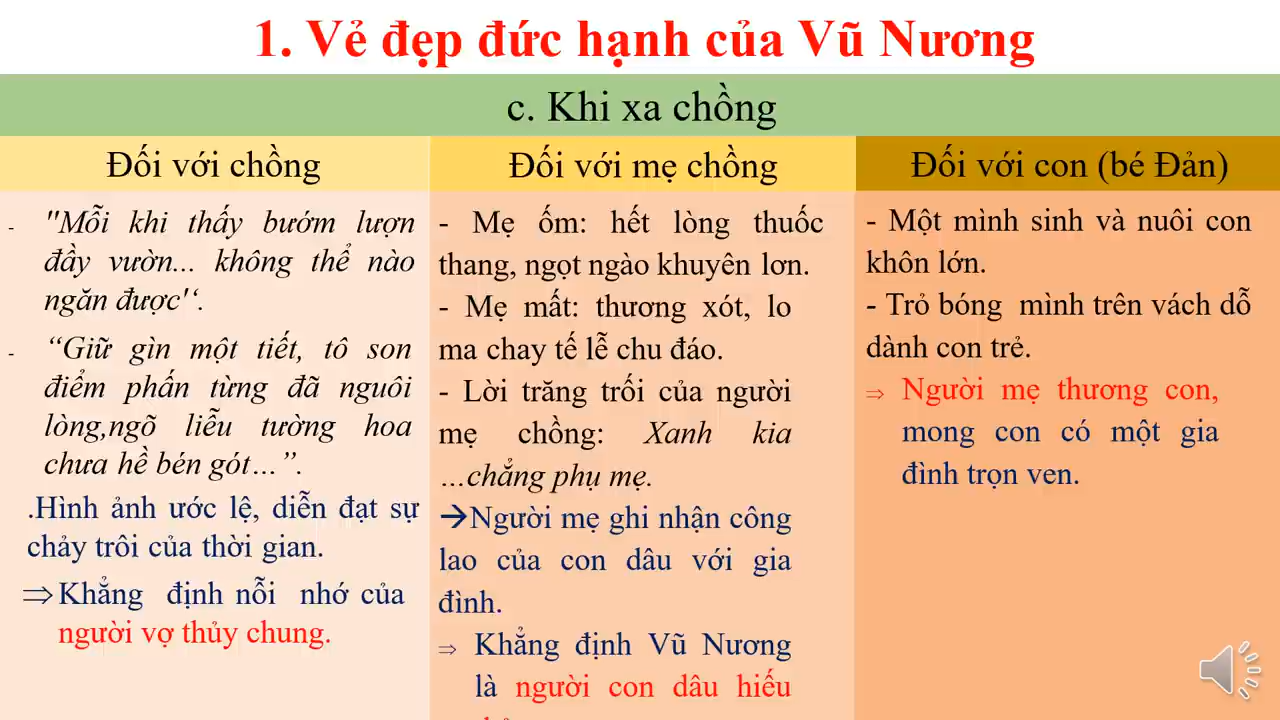 1. Vẻ đẹp đức hạnh của Vũ Nương
c. Khi xa chồng
Đối với chồng
- "Mỗi khi thấy bướm lượn
đầy vườn... không thể nào
ngăn được'‘.
- “Giữ gìn một tiết, tô son
điểm phấn từng đã nguôi
lòng,ngõ liễu tường hoa
chưa hề bén gót…”.
.Hình ảnh ước lệ, diễn đạt sự
chảy trôi của thời gian.
⇒ Khẳng định nỗi nhớ của
người vợ thủy chung.
Đối với mẹ chồng
- Mẹ ốm: hết lòng thuốc
thang, ngọt ngào khuyên lơn.
- Mẹ mất: thương xót, lo
ma chay tế lễ chu đáo.
- Lời trăng trối của người
mẹ chồng: Xanh kia
…chẳng phụ mẹ.
→Người mẹ ghi nhận công
lao của con dâu với gia
đình.
⇒ Khẳng định Vũ Nương
là người con dâu hiếu
Đối với con (bé Đản)
- Một mình sinh và nuôi con
khôn lớn.
- Trỏ bóng mình trên vách dỗ
dành con trẻ.
⇒ Người mẹ thương con,
mong con có một gia
đình trọn ven.